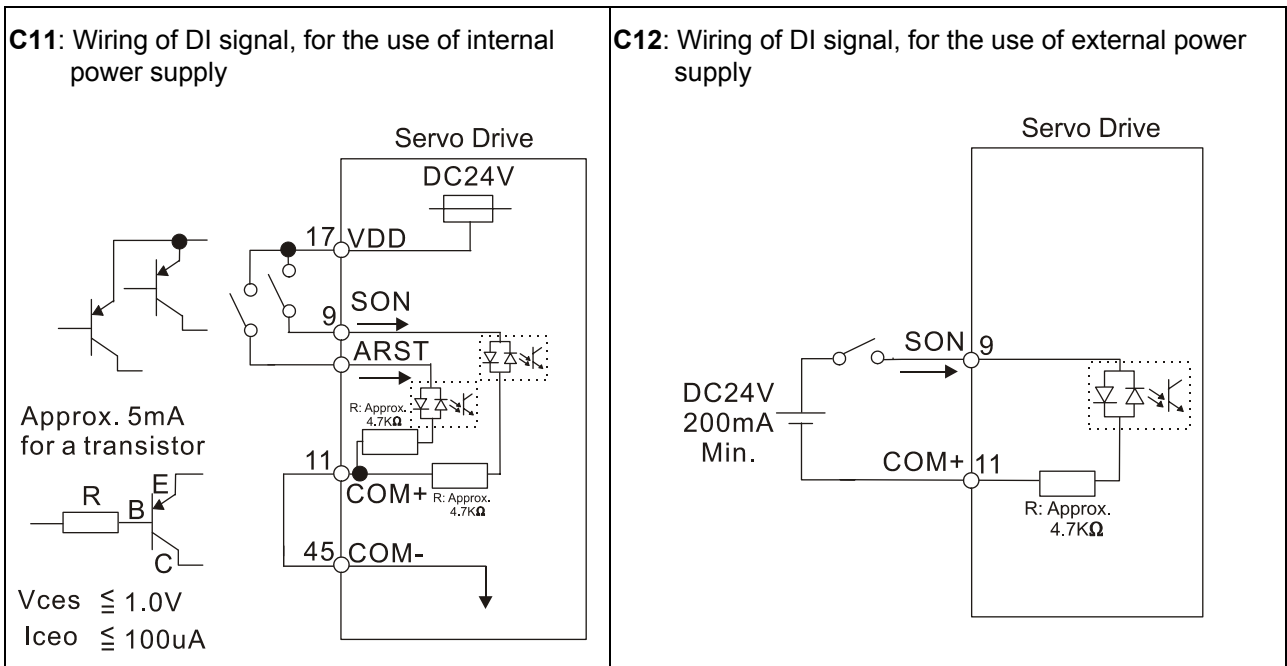 C11: Wiring of DI signal, for the use of internal
power supply
Servo Drive
DC24V
17 VDD
9 SON
ARST
R: Approx.
4.7KΩ
Approx. 5mA
for a transistor
11
COM+
R: Approx.
4.7KΩ
R B E
C
45 COM-
Vces ≦ 1.0V
Iceo ≦ 100uA
C12: Wiring of DI signal, for the use of external power
supply
Servo Drive
SON 9
DC24V
200mA
Min.
COM+ 11
R: Approx.
4.7KΩ